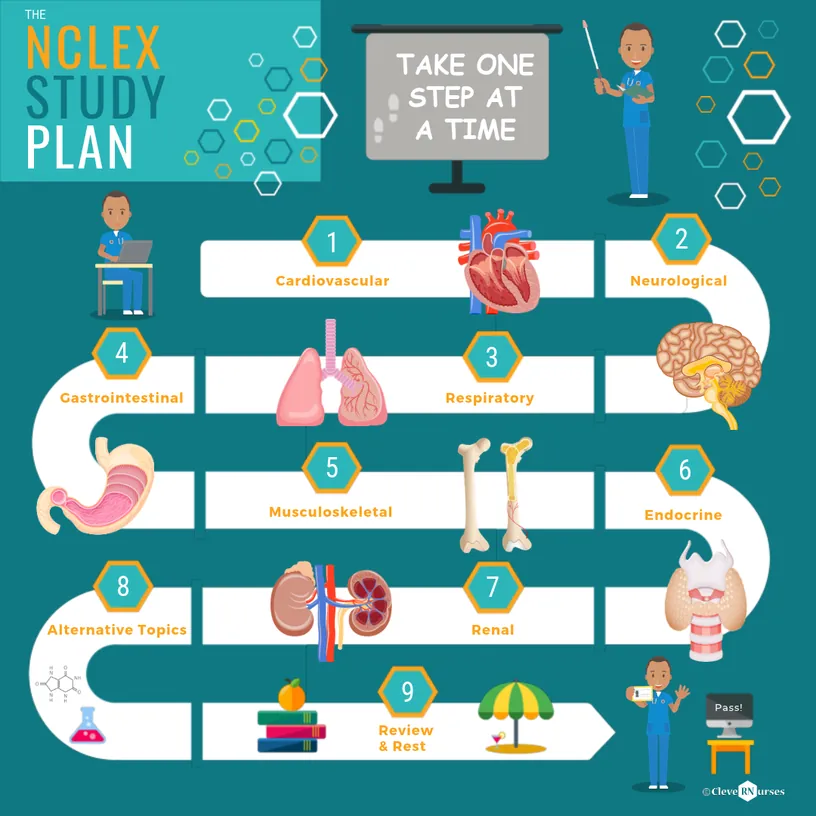 THE
NCLEX
STUDY
PLAN
TAKE ONE
STEP AT
A TIME
1
Cardiovascular
2
Neurological
3
Respiratory
4
Gastrointestinal
5
Musculoskeletal
6
Endocrine
7
Renal
8
Alternative Topics
9
Review
& Rest
Pass!
©CleveRNurses